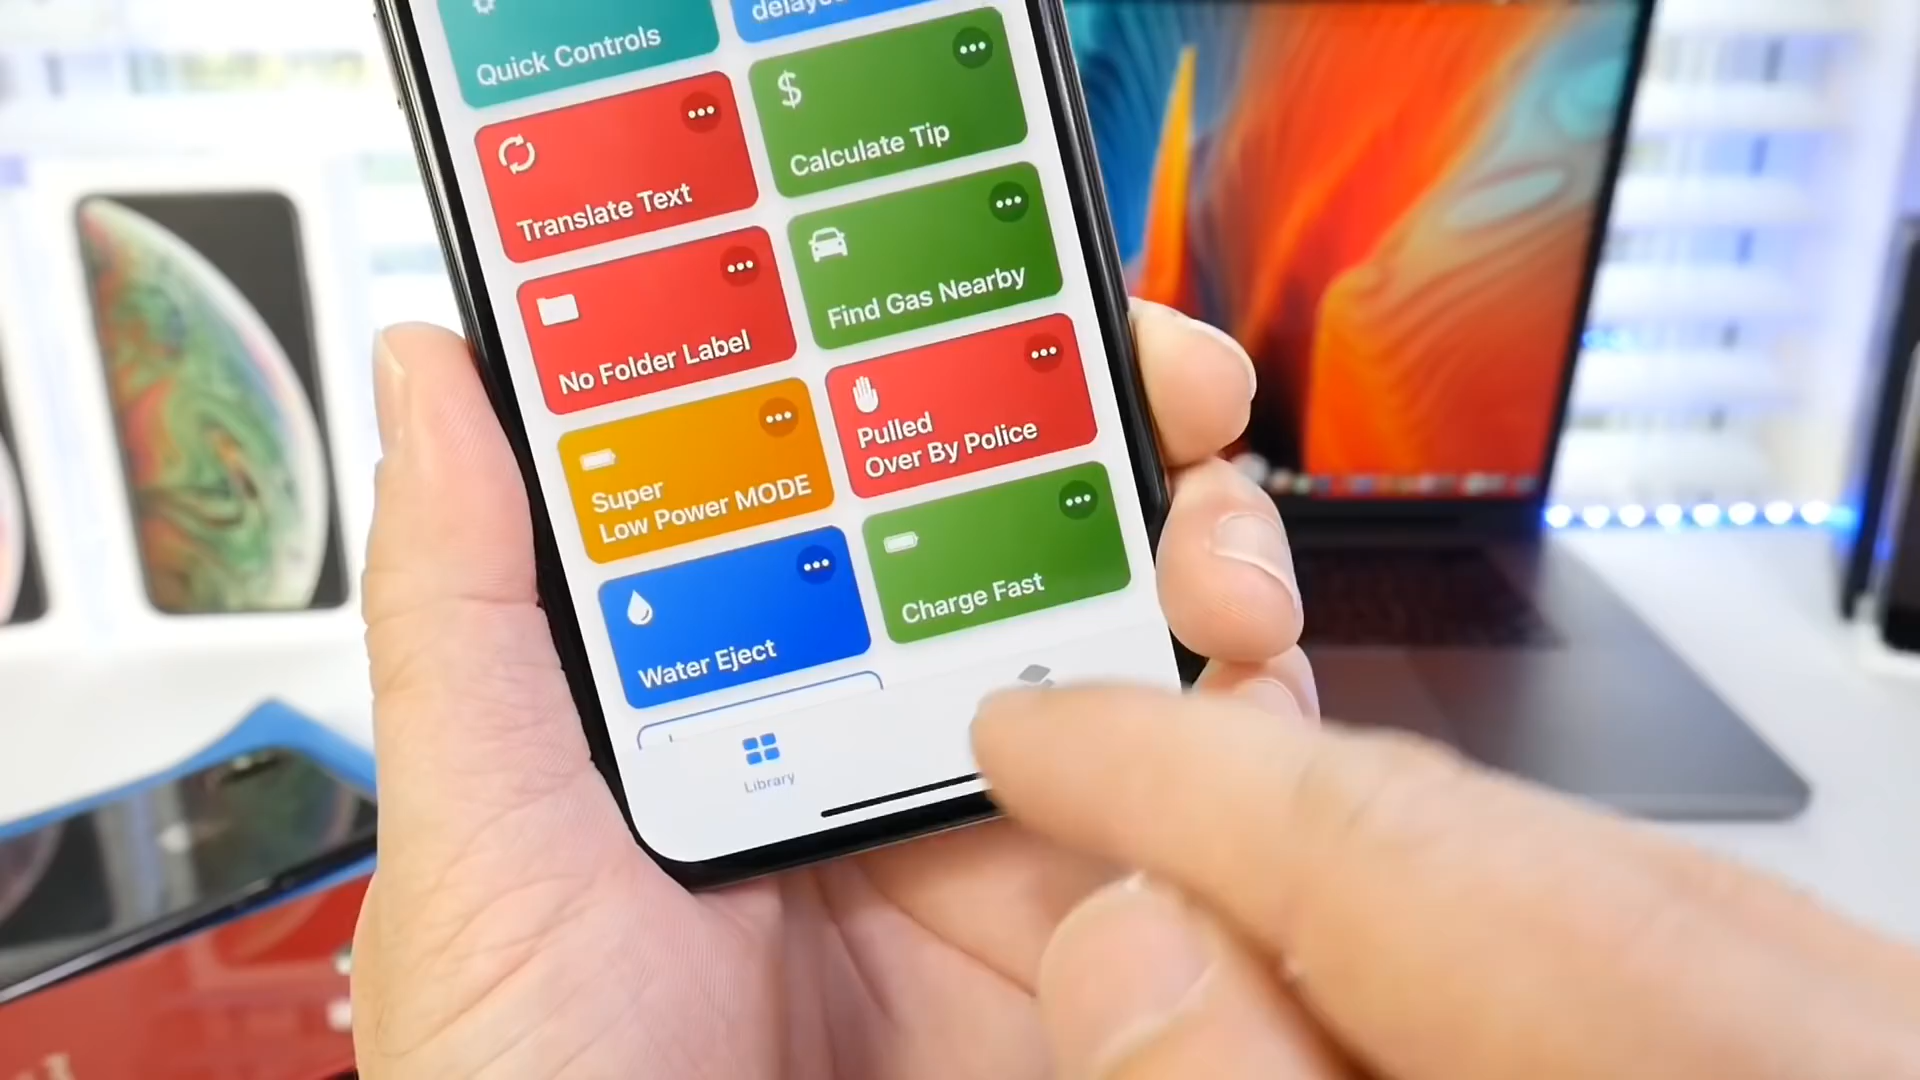 delayed
Quick Controls
Calculate Tip
Translate Text
Find Gas Nearby
No Folder Label
Pulled
Over By Police
Super
Low Power MODE
Charge Fast
Water Eject
Library